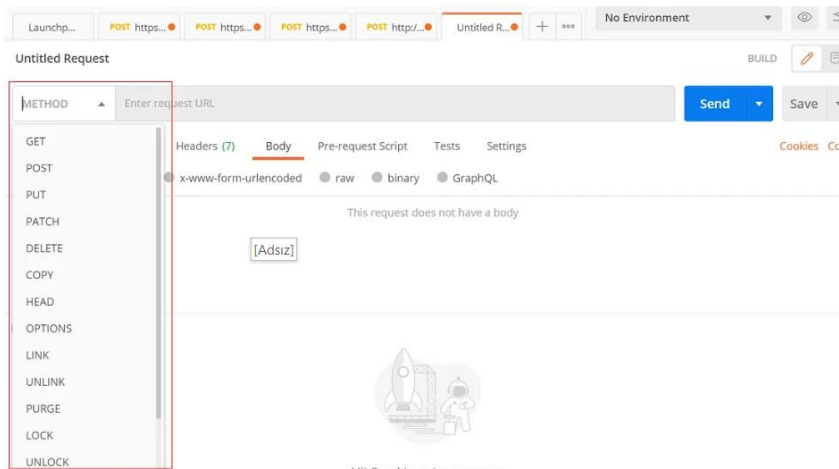 Launchp... POST https... POST https... POST https... POST http:/... Untitled R... No Environment
Untitled Request BUILD
METHOD Enter request URL Send Save
GET Headers (7) Body Pre-request Script Tests Settings Cookies Co
POST x-www-form-urlencoded raw binary GraphQL
PUT
This request does not have a body
PATCH
DELETE [Adsız]
COPY
HEAD
OPTIONS
LINK
UNLINK
PURGE
LOCK
UNLOCK